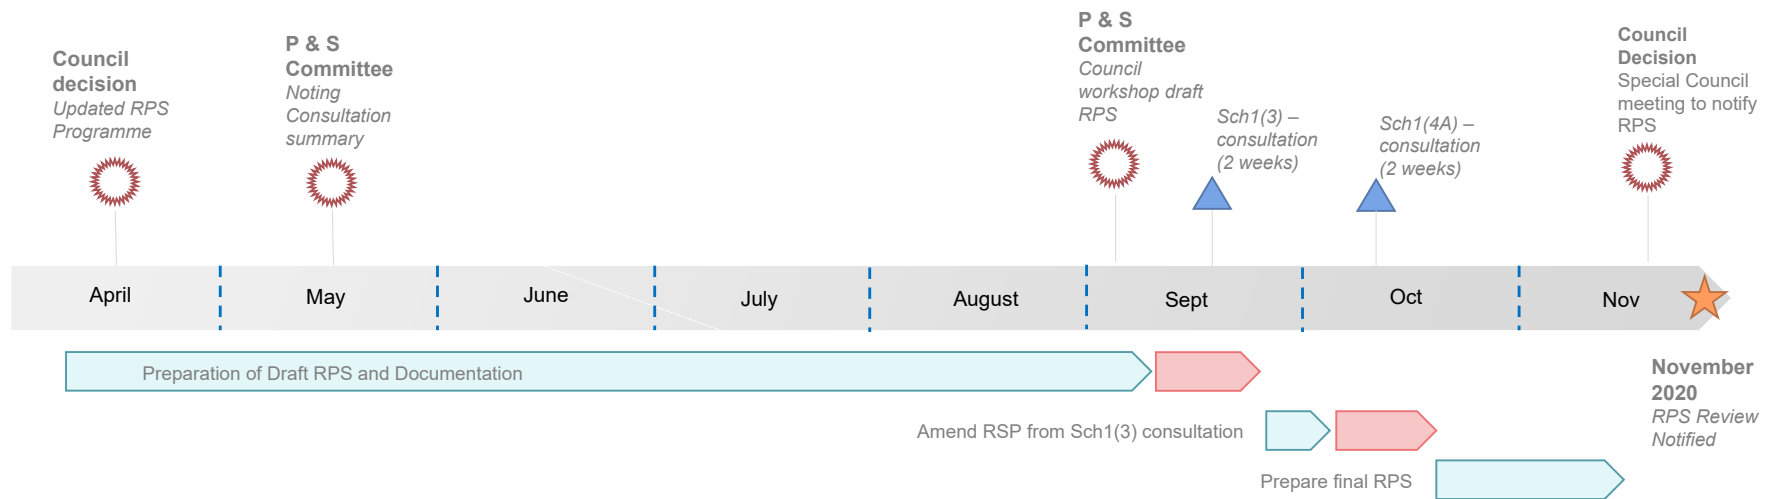 Council
decision
Updated RPS
Programme
P & S
Committee
Noting
Consultation
summary
P & S
Committee
Council
workshop draft
RPS
Sch1(3) –
consultation
(2 weeks)
Sch1(4A) –
consultation
(2 weeks)
Council
Decision
Special Council
meeting to notify
RPS
April
May
June
July
August
Sept
Oct
Nov
Preparation of Draft RPS and Documentation
Amend RSP from Sch1(3) consultation
Prepare final RPS
November
2020
RPS Review
Notified